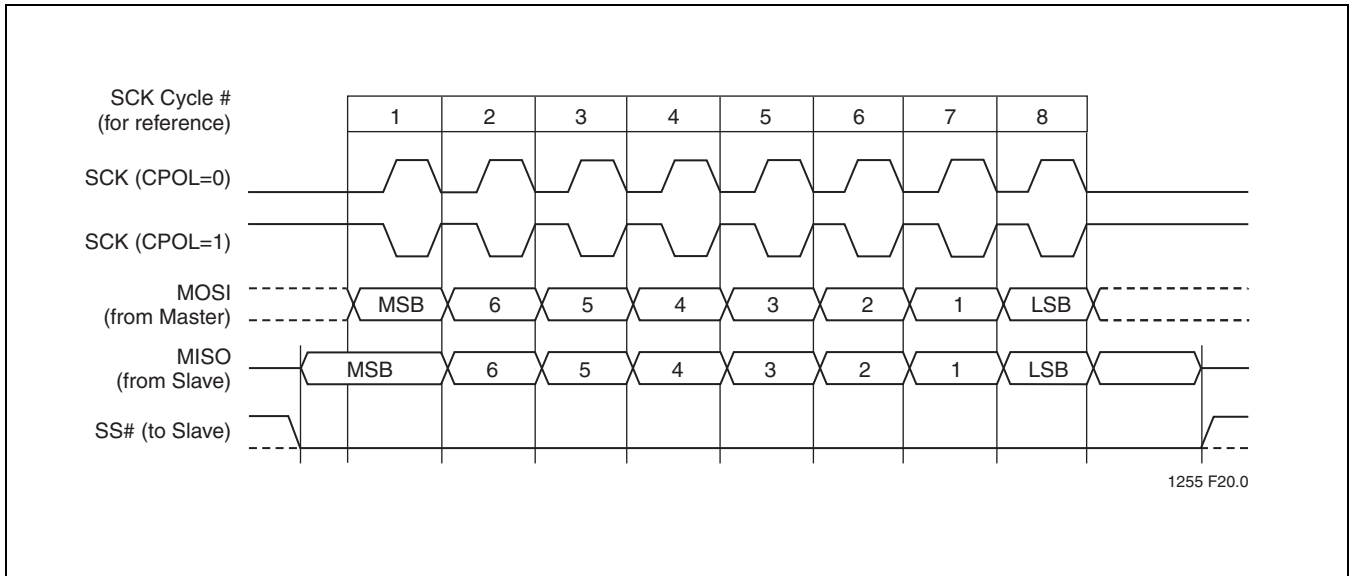 SCK Cycle #
(for reference)
1 2 3 4 5 6 7 8
SCK (CPOL=0)
SCK (CPOL=1)
MOSI
(from Master)
MSB 6 5 4 3 2 1 LSB
MISO
(from Slave)
MSB 6 5 4 3 2 1 LSB
SS# (to Slave)
1255 F20.0